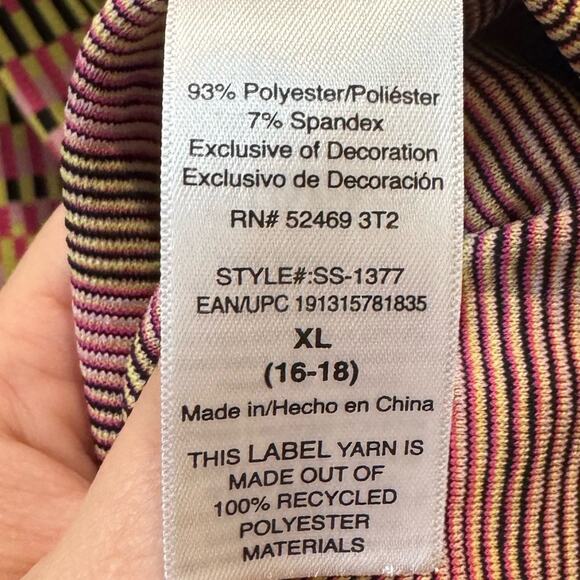 93% Polyester/Poliéster
7% Spandex
Exclusive of Decoration
Exclusivo de Decoración
RN# 52469 3T2
STYLE#:SS-1377
EAN/UPC 191315781835
XL
(16-18)
Made in/Hecho en China
THIS LABEL YARN IS
MADE OUT OF
100% RECYCLED
POLYESTER
MATERIALS